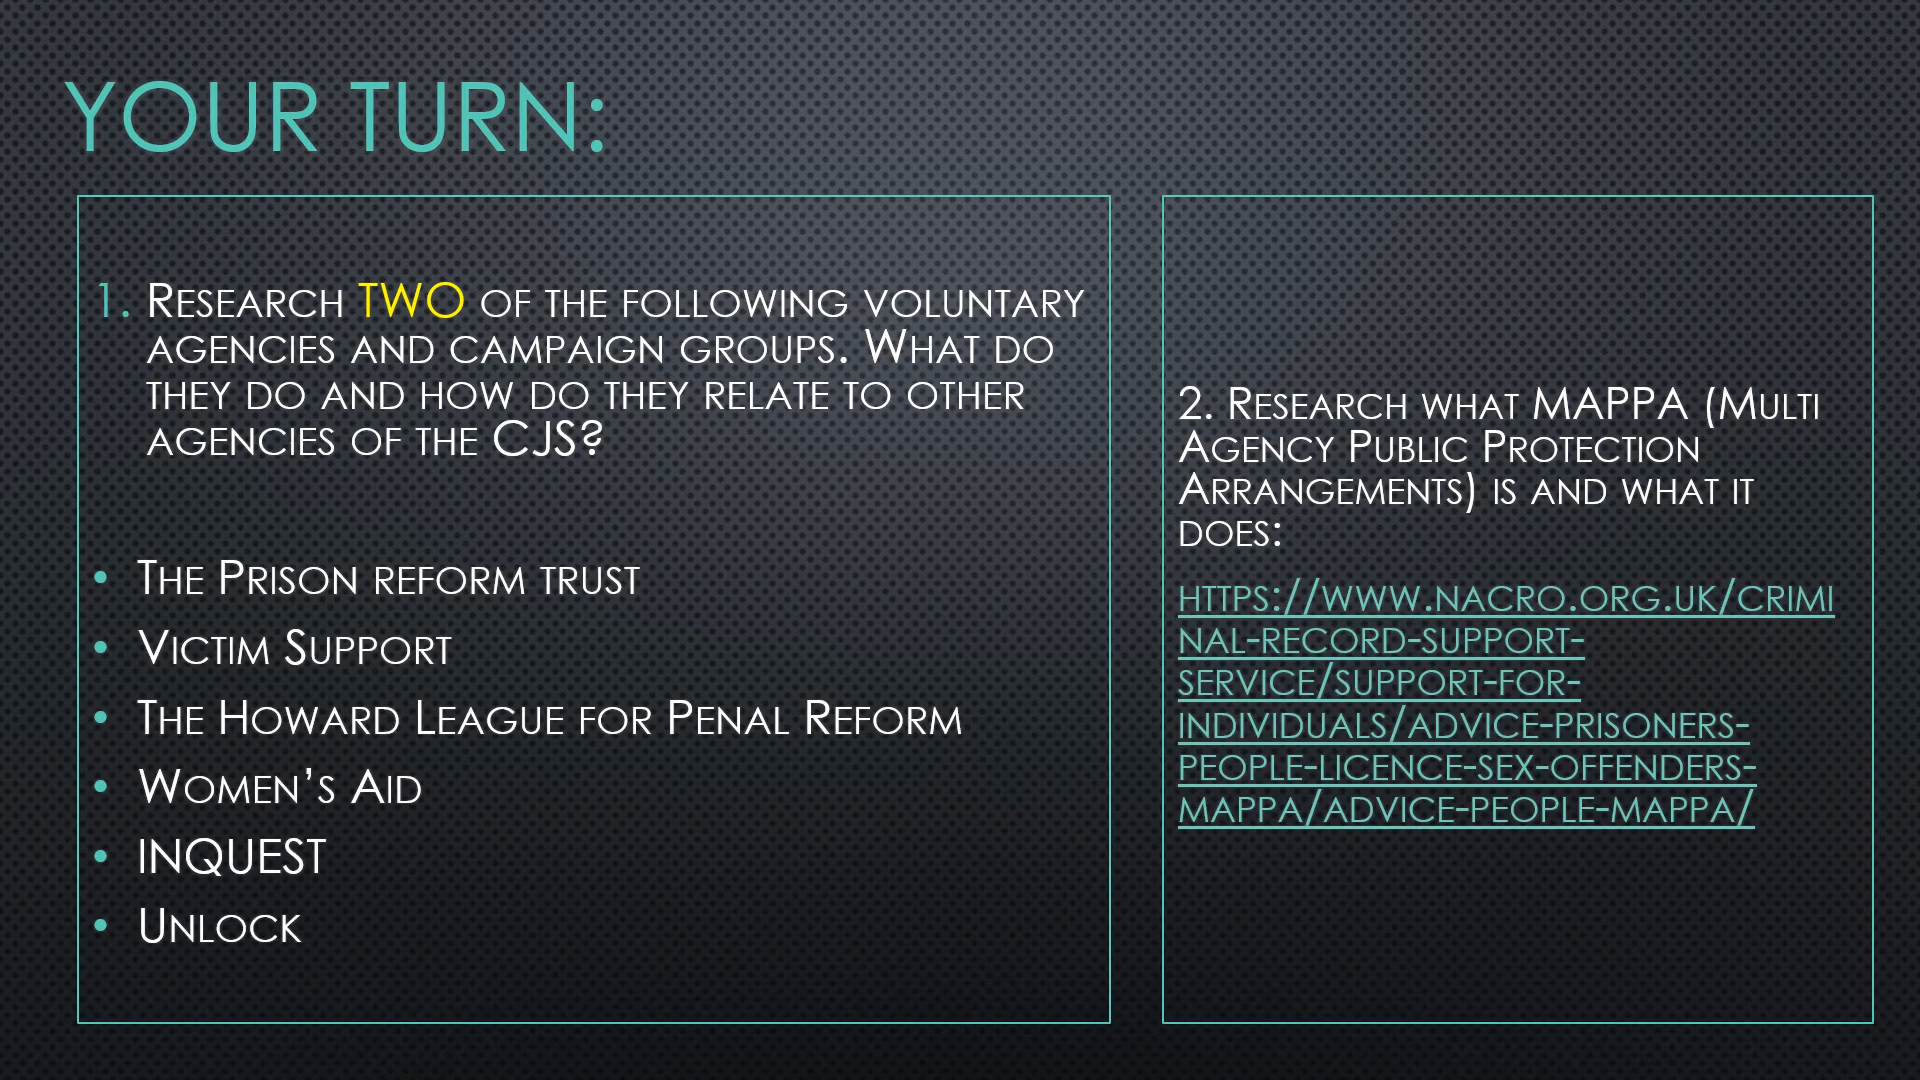 YOUR TURN:
1. RESEARCH TWO OF THE FOLLOWING VOLUNTARY
AGENCIES AND CAMPAIGN GROUPS. WHAT DO
THEY DO AND HOW DO THEY RELATE TO OTHER
AGENCIES OF THE CJS?
• THE PRISON REFORM TRUST
• VICTIM SUPPORT
• THE HOWARD LEAGUE FOR PENAL REFORM
• WOMEN'S AID
• INQUEST
• UNLOCK
2. RESEARCH WHAT MAPPA (MULTI
AGENCY PUBLIC PROTECTION
ARRANGEMENTS) IS AND WHAT IT
DOES:
HTTPS://WWW.NACRO.ORG.UK/CRIMI
NAL-RECORD-SUPPORT-
SERVICE/SUPPORT-FOR-
INDIVIDUALS/ADVICE-PRISONERS-
PEOPLE-LICENCE-SEX-OFFENDERS-
MAPPA/ADVICE-PEOPLE-MAPPA/